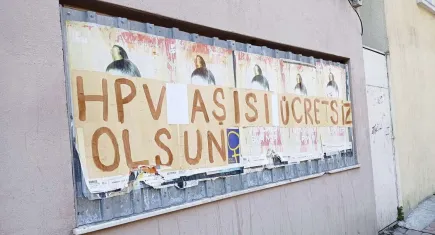 HPV AŞISI ÜCRETSİZ
OLSUN